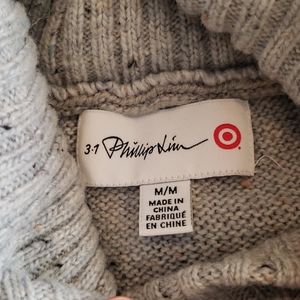 3.1 Phillip Lim
M/M
MADE IN
CHINA
FABRIQUÉ
EN CHINE